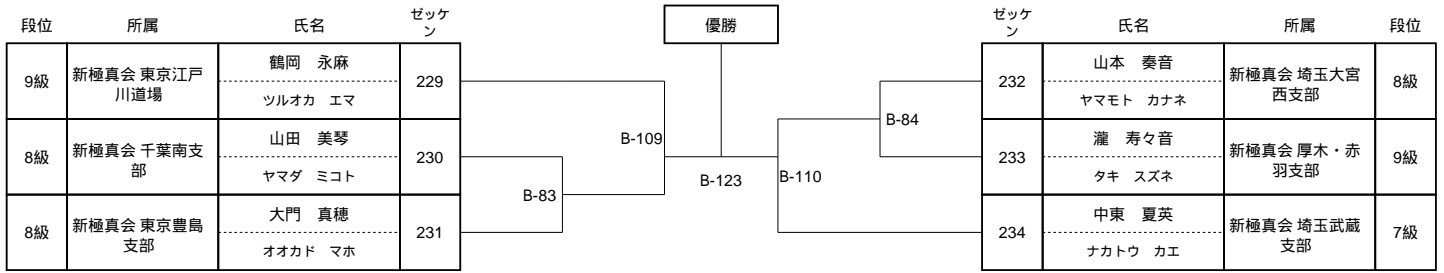 段位 所属 氏名 ゼッケン
優勝
ゼッケン 氏名 所属 段位
9級 新極真会 東京江戸川道場 鶴岡 永麻 229
ツルオカ エマ
8級 新極真会 千葉南支部 山田 美琴 230
ヤマダ ミコト
8級 新極真会 東京豊島支部 大門 真穂 231
オオカド マホ
B-109
B-83
B-123
B-110
B-84
232 山本 奏音 新極真会 埼玉大宮西支部 8級
ヤマモト カナネ
233 瀧 寿々音 新極真会 厚木・赤羽支部 9級
タキ スズネ
234 中東 夏英 新極真会 埼玉武蔵支部 7級
ナカトウ カエ